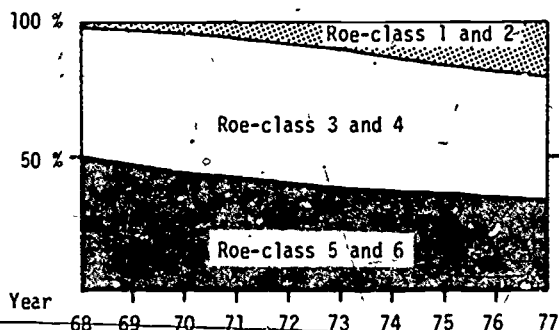 100 %
Roe-class 1 and 2
Roe-class 3 and 4
50 %
Roe-class 5 and 6
Year
68 69 70 71 72 73 74 75 76 77